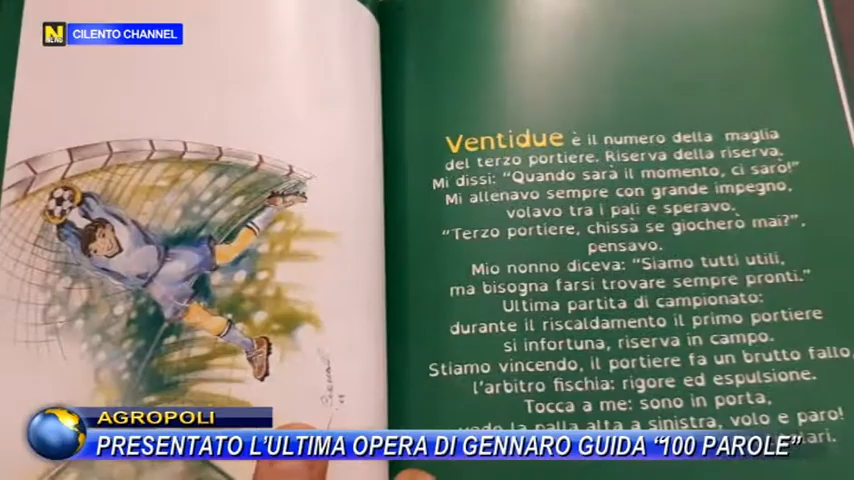 CILENTO CHANNEL
Ventidue è il numero della maglia
del terzo portiere. Riserva della riserva.
Mi dissi: “Quando sarà il momento, ci sarò!”
Mi allenavo sempre con grande impegno,
volavo tra i pali e speravo.
“Terzo portiere, chissà se giocherò mai?”,
pensavo.
Mio nonno diceva: “Siamo tutti utili,
ma bisogna farsi trovare sempre pronti.”
Ultima partita di campionato:
durante il riscaldamento il primo portiere
si infortuna, riserva in campo.
Stiamo vincendo, il portiere fa un brutto fallo,
l'arbitro fischia: rigore ed espulsione.
Tocca a me: sono in porta,
vedo la palla alta a sinistra, volo e paro!
AGROPOLI
PRESENTATO L'ULTIMA OPERA DI GENNARO GUIDA “100 PAROLE”